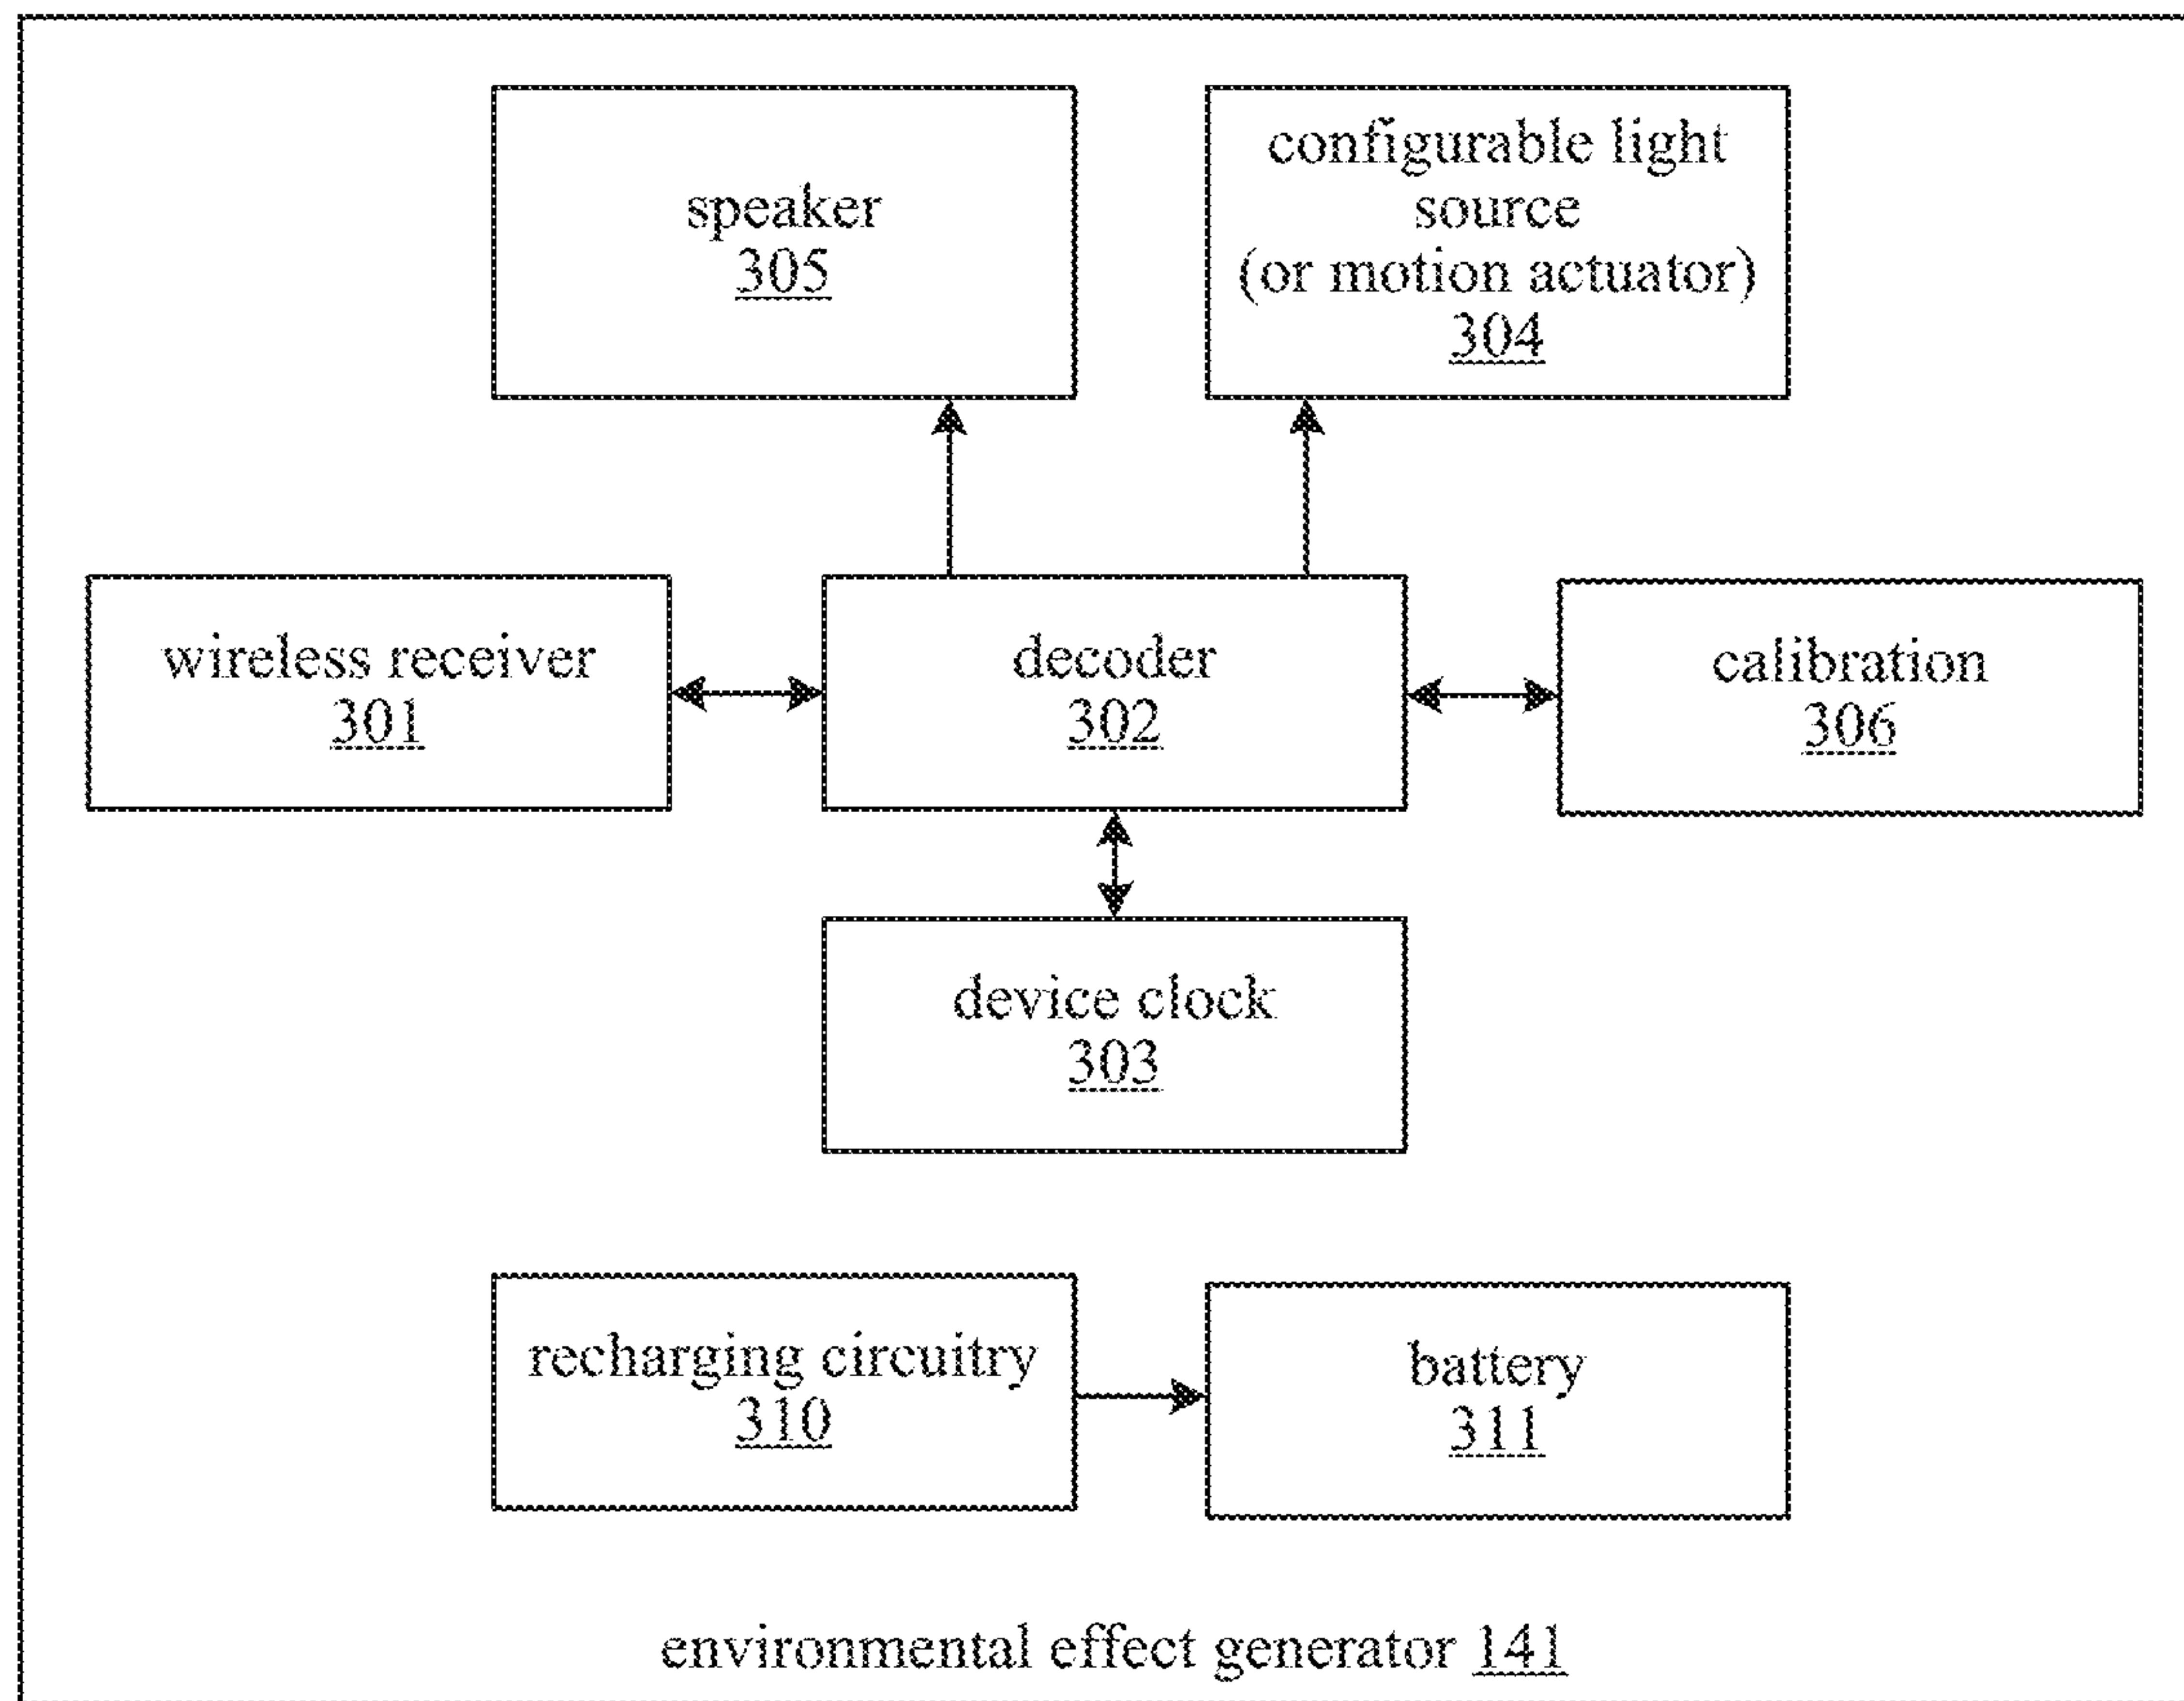 speaker
305
configurable light
source
(or motion actuator)
304
wireless receiver
301
decoder
302
calibration
306
device clock
303
recharging circuitry
310
battery
311
environmental effect generator 141